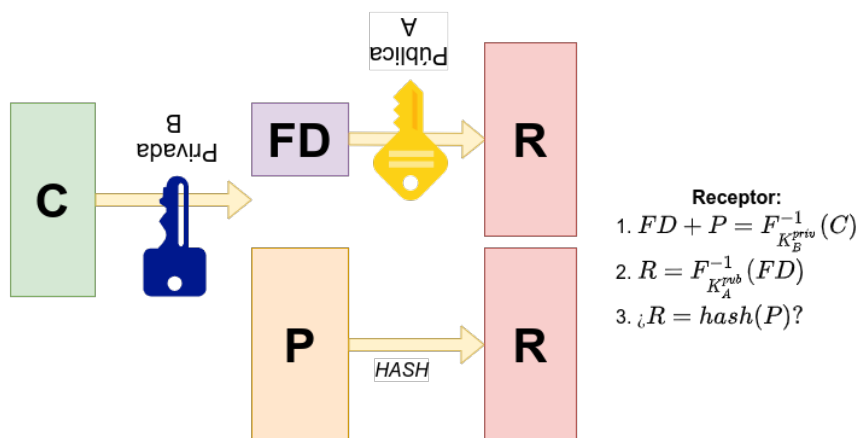 C
Privada
B
FD
Pública
A
R
P
HASH
R
Receptor:
1. FD + P = F^{-1}_{K_B^{priv}}(C)
2. R = F^{-1}_{K_A^{pub}}(FD)
3. ¿R = hash(P)?